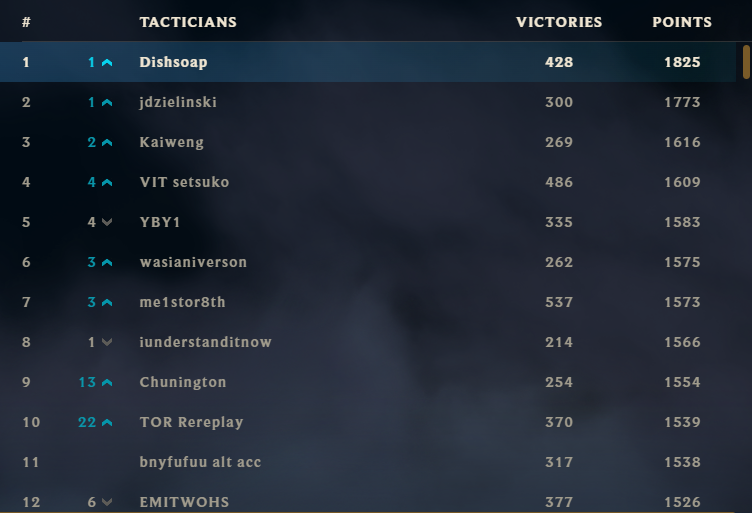 # TACTICIANS VICTORIES POINTS
1 1 Dishsoap 428 1825
2 1 jdzielinski 300 1773
3 2 Kaiweng 269 1616
4 4 VIT setsuko 486 1609
5 4 YBY1 335 1583
6 3 wasianiverson 262 1575
7 3 me1stor8th 537 1573
8 1 iunderstanditnow 214 1566
9 13 Chunington 254 1554
10 22 TOR Rereplay 370 1539
11 bnyfufuu alt acc 317 1538
12 6 EMITWOHS 377 1526